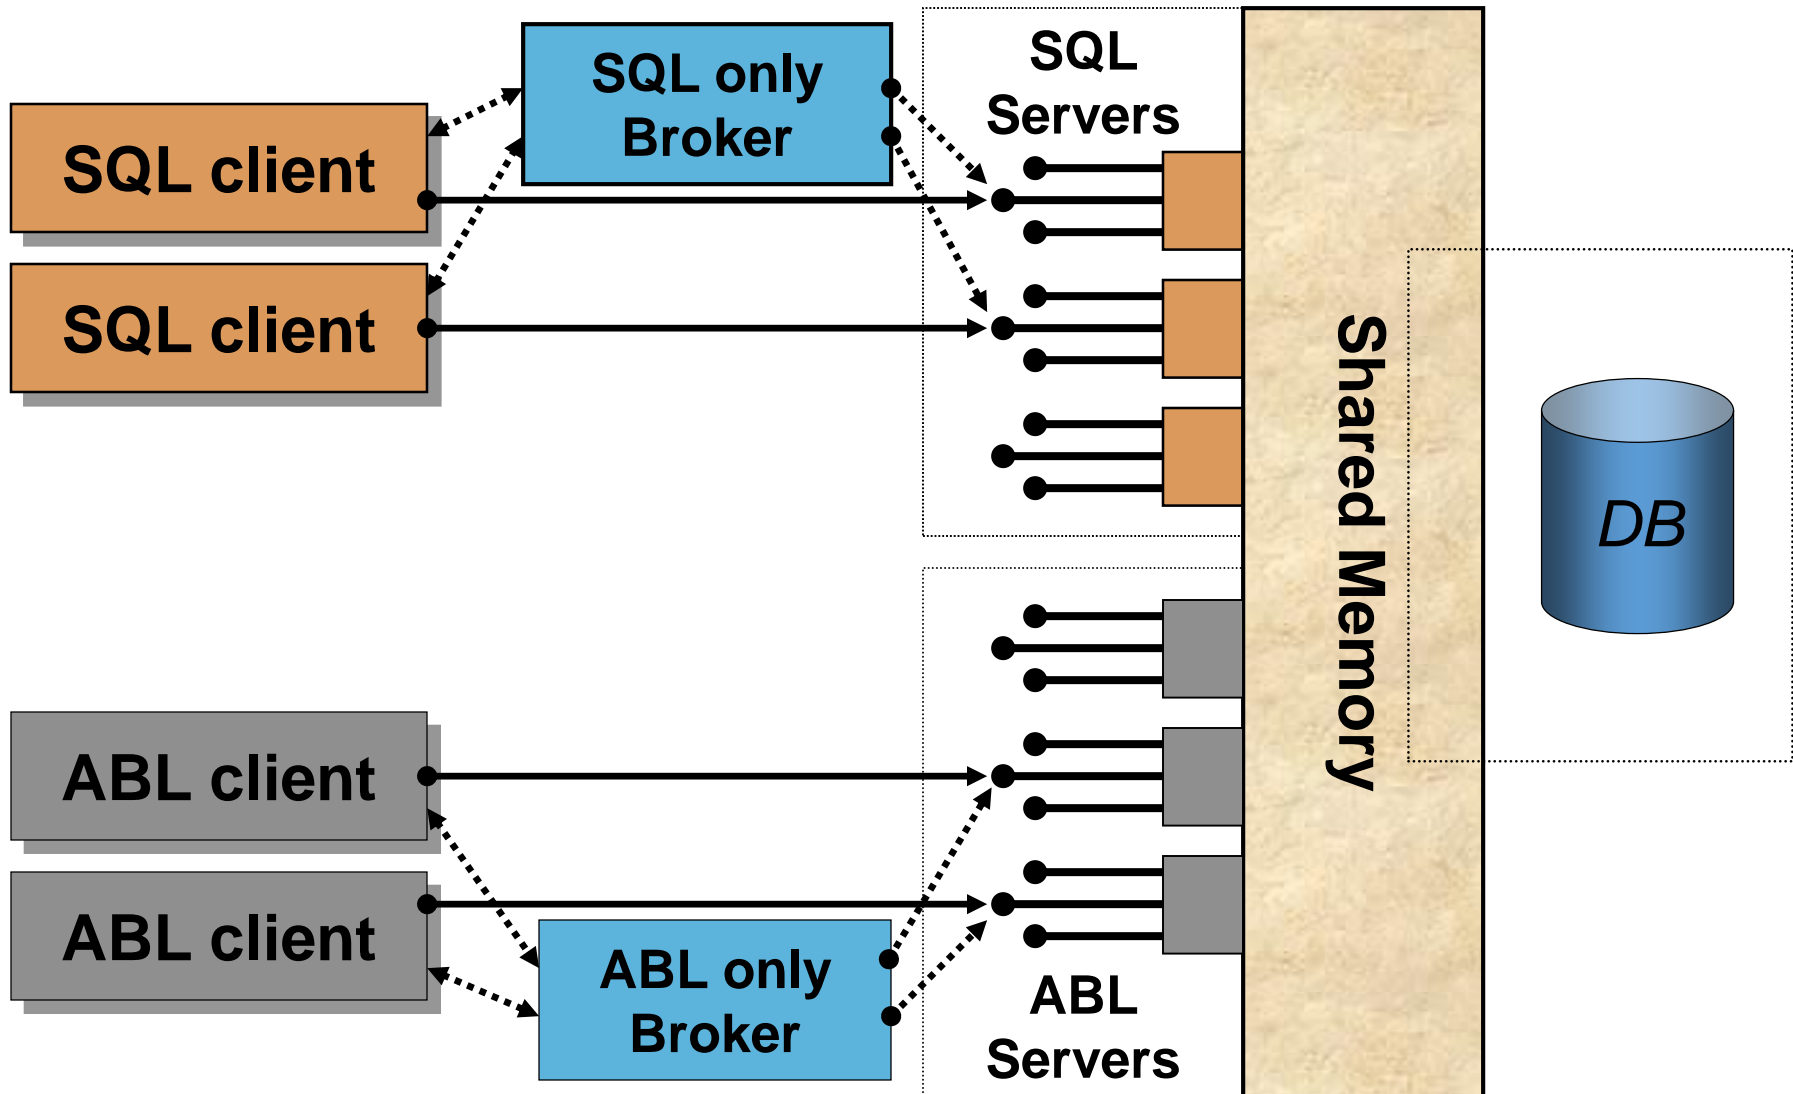 SQL only
Broker
SQL
Servers
SQL client
SQL client
Shared Memory
DB
ABL client
ABL client
ABL only
Broker
ABL
Servers